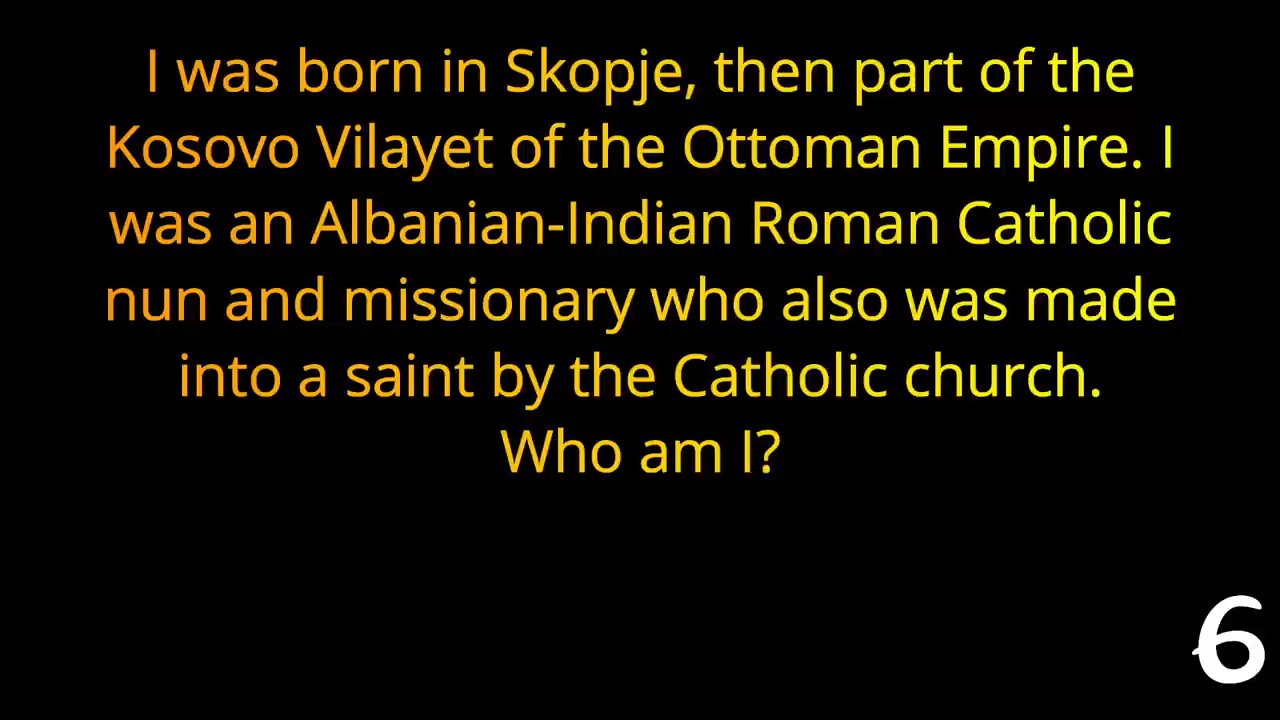 I was born in Skopje, then part of the
Kosovo Vilayet of the Ottoman Empire. I
was an Albanian-Indian Roman Catholic
nun and missionary who also was made
into a saint by the Catholic church.
Who am I?
6